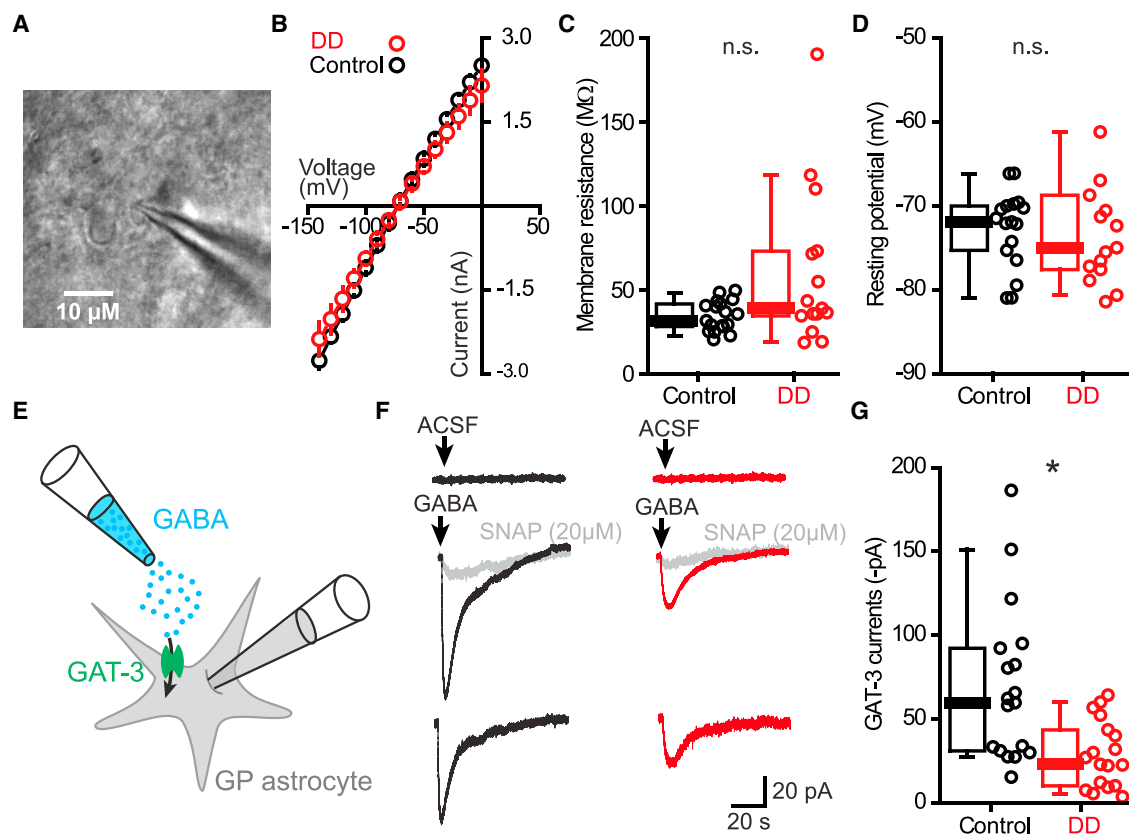 A
10 µM
B
DD
Control
3.0
1.5
-1.5
-3.0
Voltage
(mV)
-150
-100
-50
50
Current (nA)
C
n.s.
200
150
100
50
0
Membrane resistance (MΩ)
Control
DD
D
n.s.
-50
-60
-70
-80
-90
Resting potential (mV)
Control
DD
E
GABA
GAT-3
GP astrocyte
F
ACSF
GABA
SNAP (20µM)
ACSF
GABA
SNAP (20µM)
20 pA
20 s
G
*
200
150
100
50
0
GAT-3 currents (-pA)
Control
DD